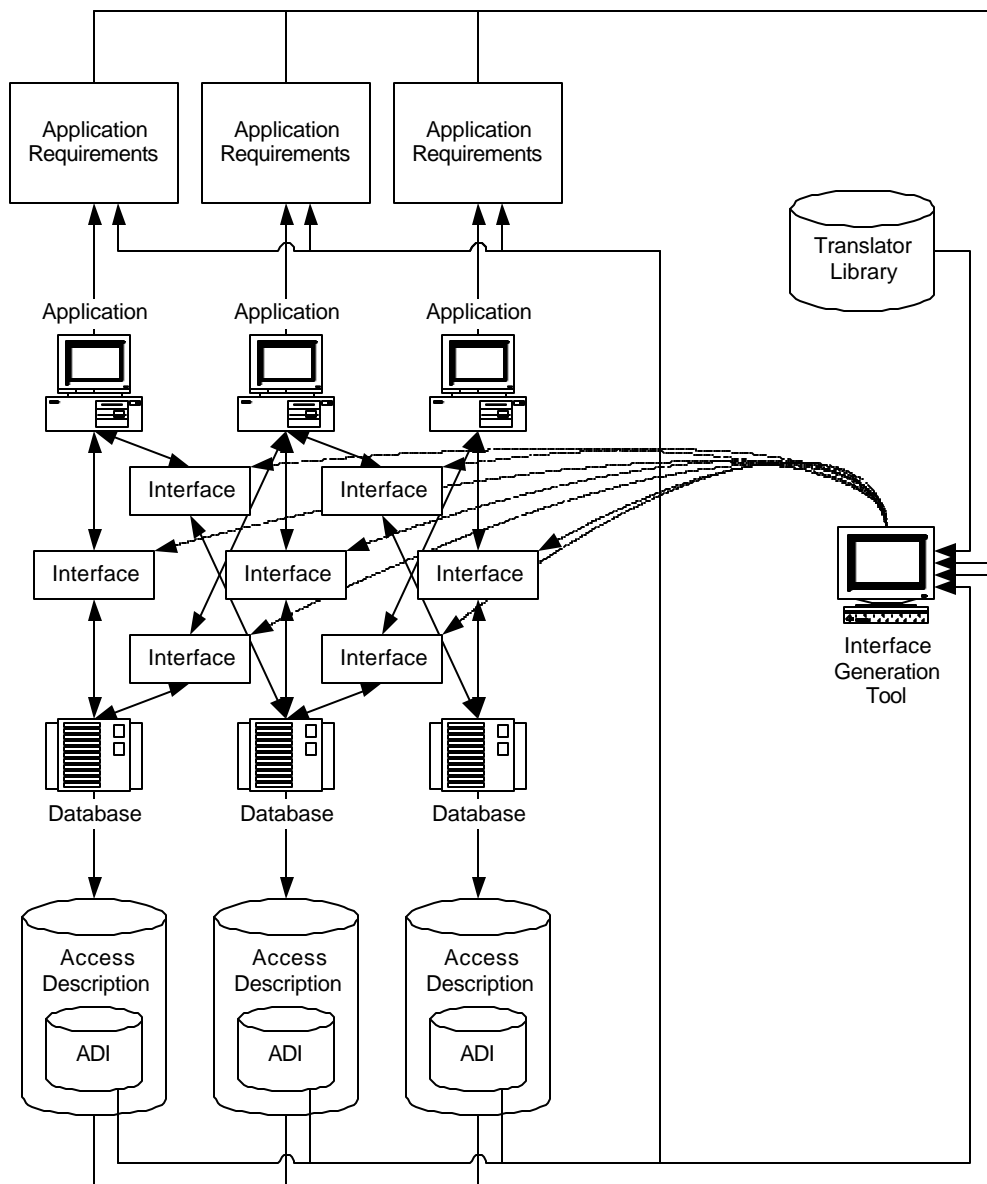 Application
Requirements
Application
Requirements
Application
Requirements
Translator
Library
Application
Application
Application
Interface
Interface
Interface
Interface
Interface
Interface
Interface
Interface
Generation
Tool
Database
Database
Database
Access
Description
Access
Description
Access
Description
ADI
ADI
ADI